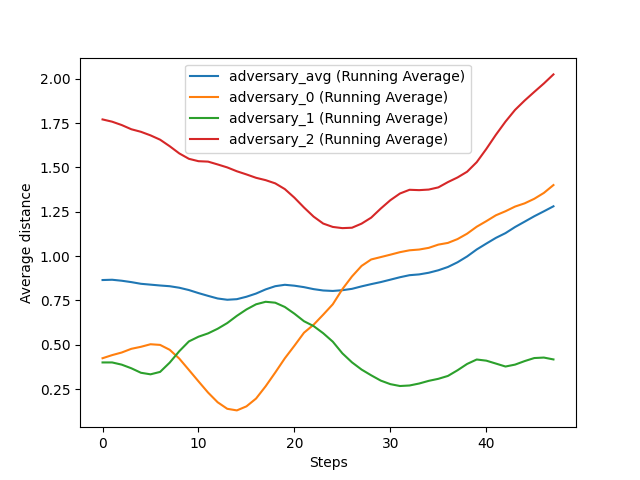 2.00
1.75
1.50
1.25
1.00
0.75
0.50
0.25
Average distance
adversary_avg (Running Average)
adversary_0 (Running Average)
adversary_1 (Running Average)
adversary_2 (Running Average)
0 10 20 30 40
Steps